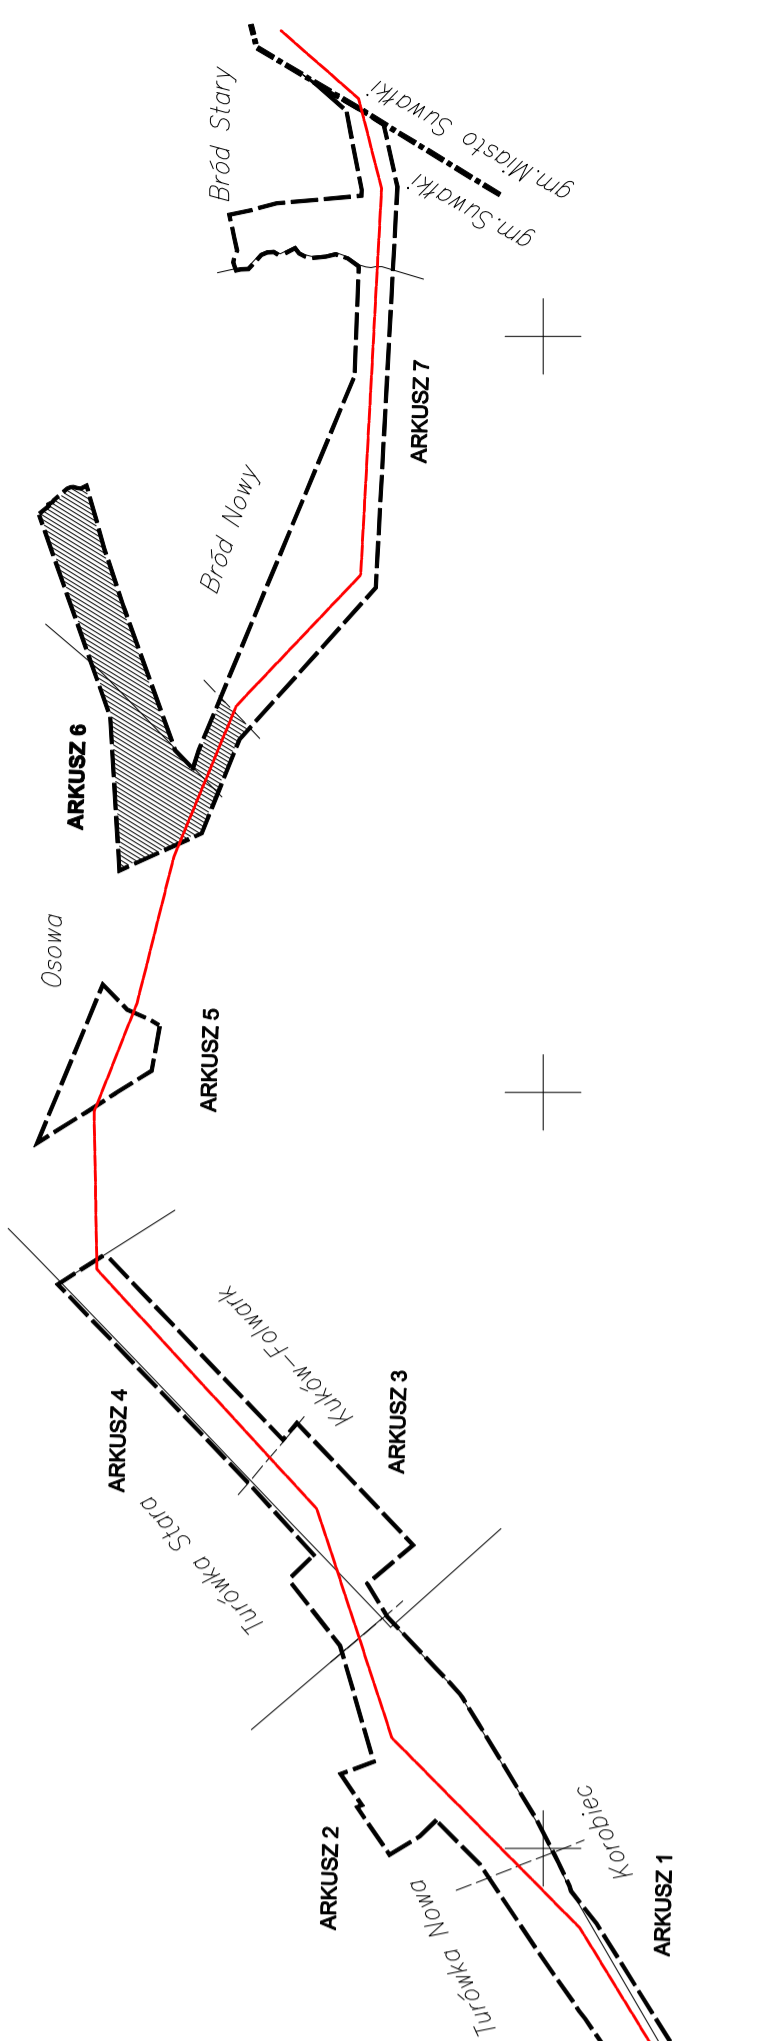 Bród Stary
gm.Miasto Suwałki
gm.Suwałki
ARKUSZ 7
Bród Nowy
ARKUSZ 6
Osowa
ARKUSZ 5
Kuków-Folwark
ARKUSZ 4
ARKUSZ 3
Turówka Stara
Korobiec
ARKUSZ 2
ARKUSZ 1
Turówka Nowa